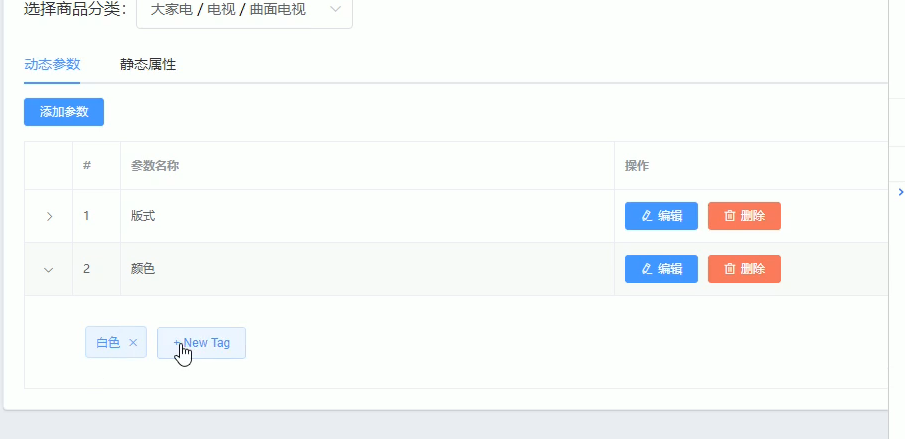 选择商品分类： 大家电 / 电视 / 曲面电视
动态参数 静态属性
添加参数
# 参数名称 操作
1 版式 编辑 删除
2 颜色 编辑 删除
白色 + New Tag